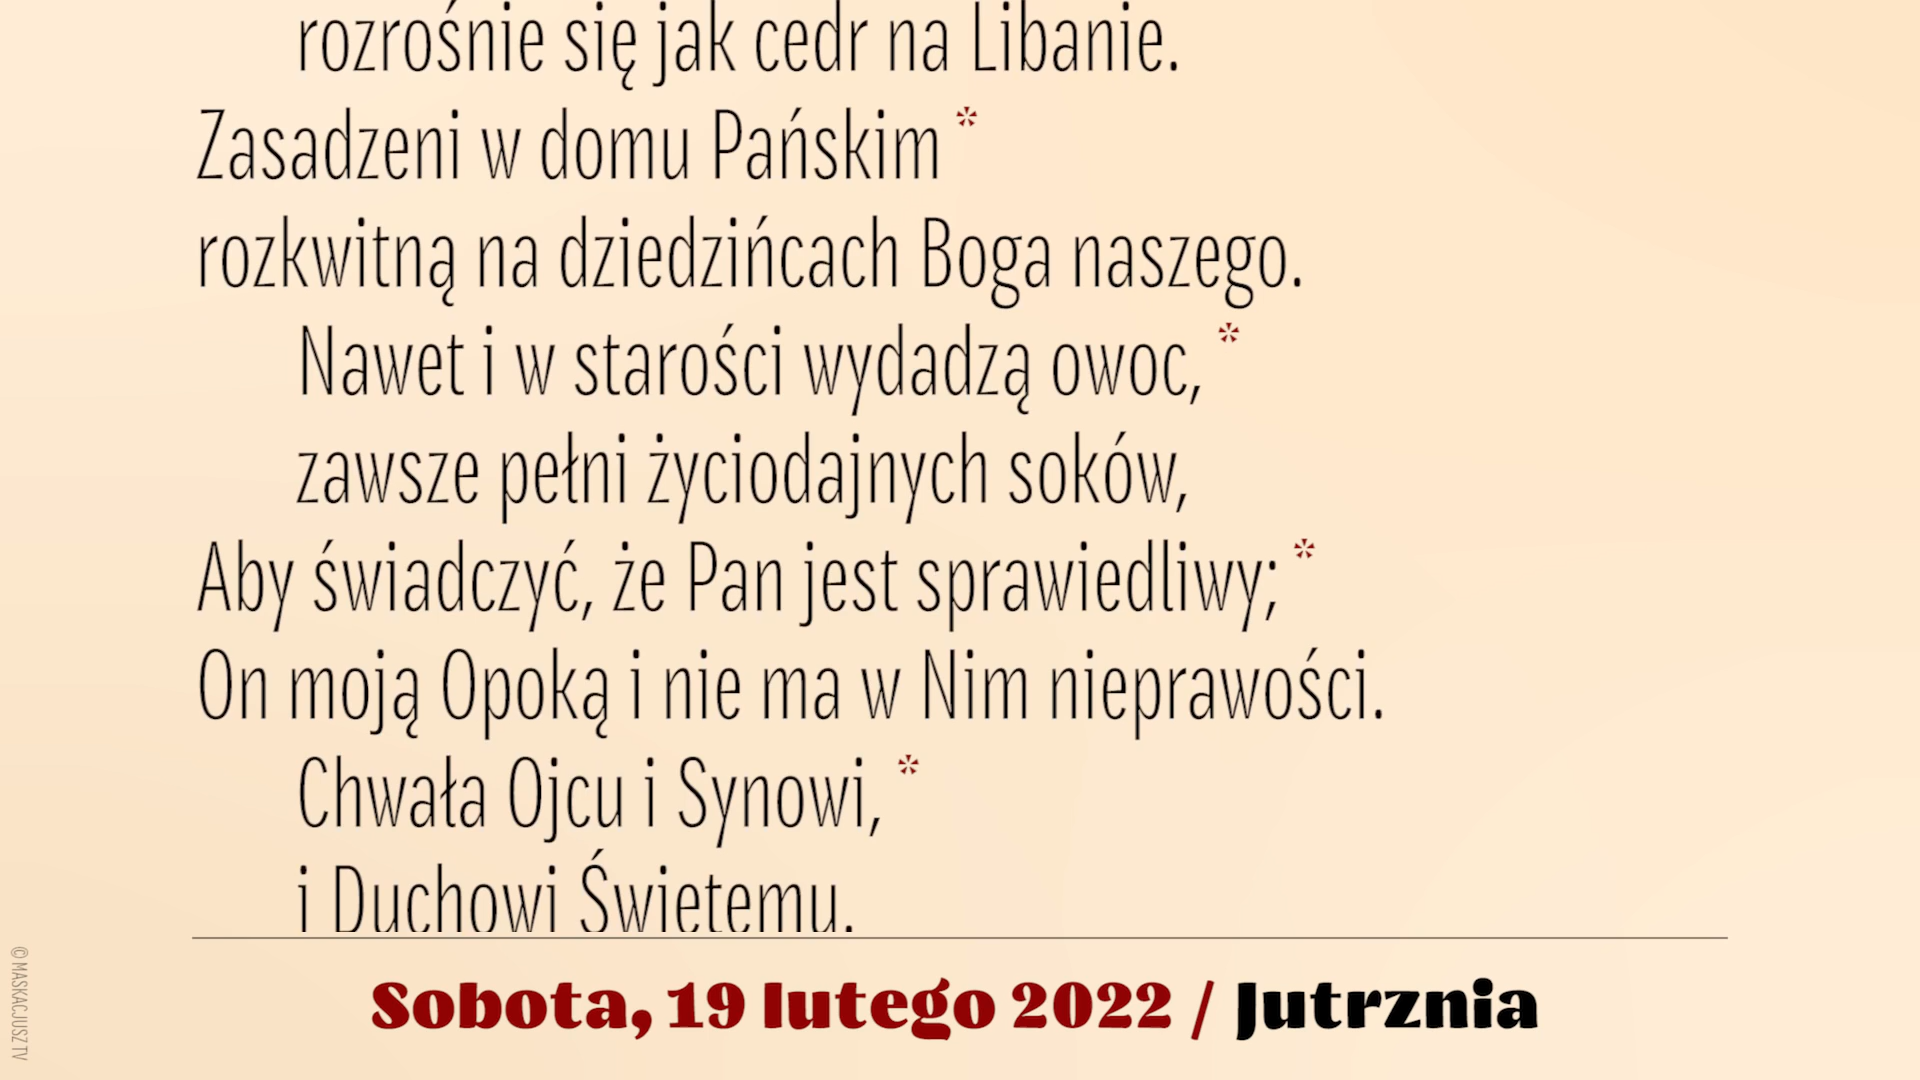 rozrośnie się jak cedr na Libanie.
Zasadzeni w domu Pańskim *
rozkwitną na dziedzińcach Boga naszego.
Nawet i w starości wydadzą owoc, *
zawsze pełni życiodajnych soków,
Aby świadczyć, że Pan jest sprawiedliwy; *
On moją Opoką i nie ma w Nim nieprawości.
Chwała Ojcu i Synowi, *
i Duchowi Świętemu.
Sobota, 19 lutego 2022 / Jutrznia
© MASKACJUSZ TV